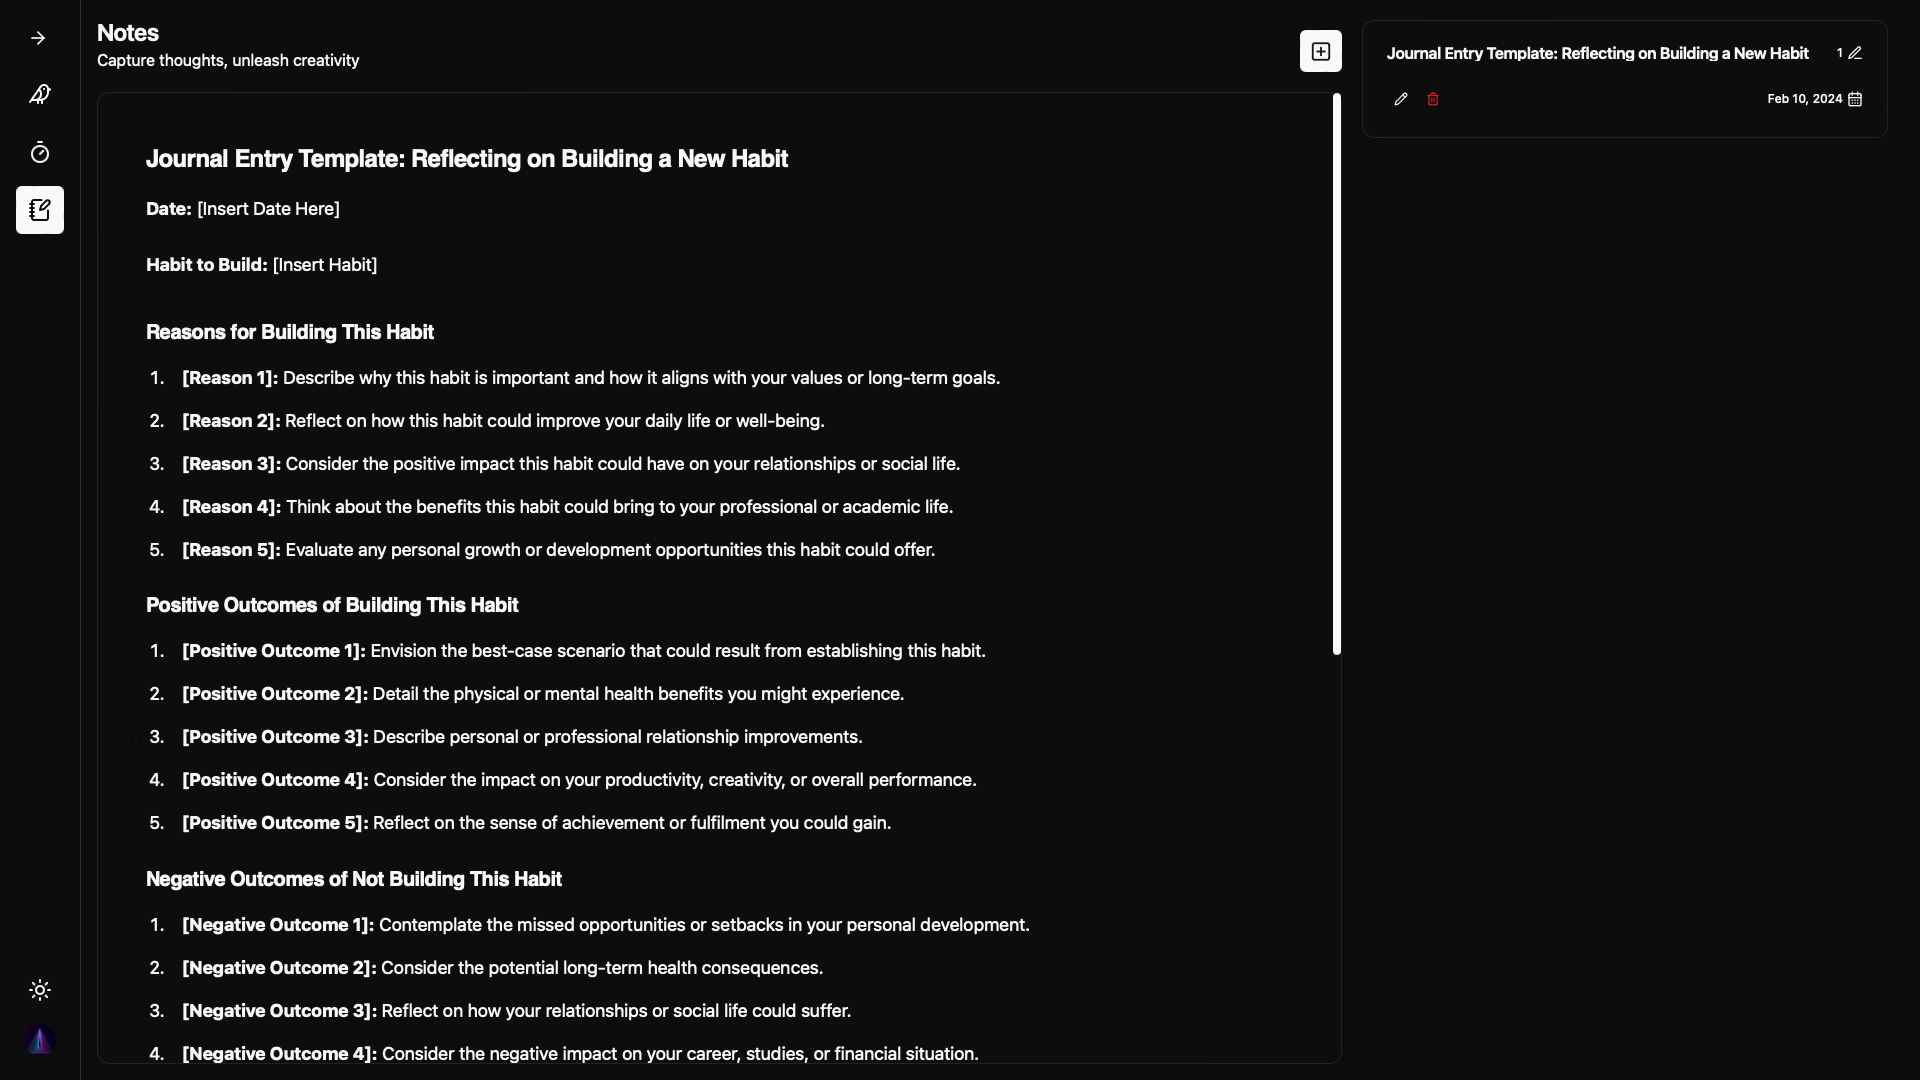 Notes
Capture thoughts, unleash creativity
Journal Entry Template: Reflecting on Building a New Habit
Date: [Insert Date Here]
Habit to Build: [Insert Habit]
Reasons for Building This Habit
1. [Reason 1]: Describe why this habit is important and how it aligns with your values or long-term goals.
2. [Reason 2]: Reflect on how this habit could improve your daily life or well-being.
3. [Reason 3]: Consider the positive impact this habit could have on your relationships or social life.
4. [Reason 4]: Think about the benefits this habit could bring to your professional or academic life.
5. [Reason 5]: Evaluate any personal growth or development opportunities this habit could offer.
Positive Outcomes of Building This Habit
1. [Positive Outcome 1]: Envision the best-case scenario that could result from establishing this habit.
2. [Positive Outcome 2]: Detail the physical or mental health benefits you might experience.
3. [Positive Outcome 3]: Describe personal or professional relationship improvements.
4. [Positive Outcome 4]: Consider the impact on your productivity, creativity, or overall performance.
5. [Positive Outcome 5]: Reflect on the sense of achievement or fulfilment you could gain.
Negative Outcomes of Not Building This Habit
1. [Negative Outcome 1]: Contemplate the missed opportunities or setbacks in your personal development.
2. [Negative Outcome 2]: Consider the potential long-term health consequences.
3. [Negative Outcome 3]: Reflect on how your relationships or social life could suffer.
4. [Negative Outcome 4]: Consider the negative impact on your career, studies, or financial situation.
Journal Entry Template: Reflecting on Building a New Habit 1
Feb 10, 2024